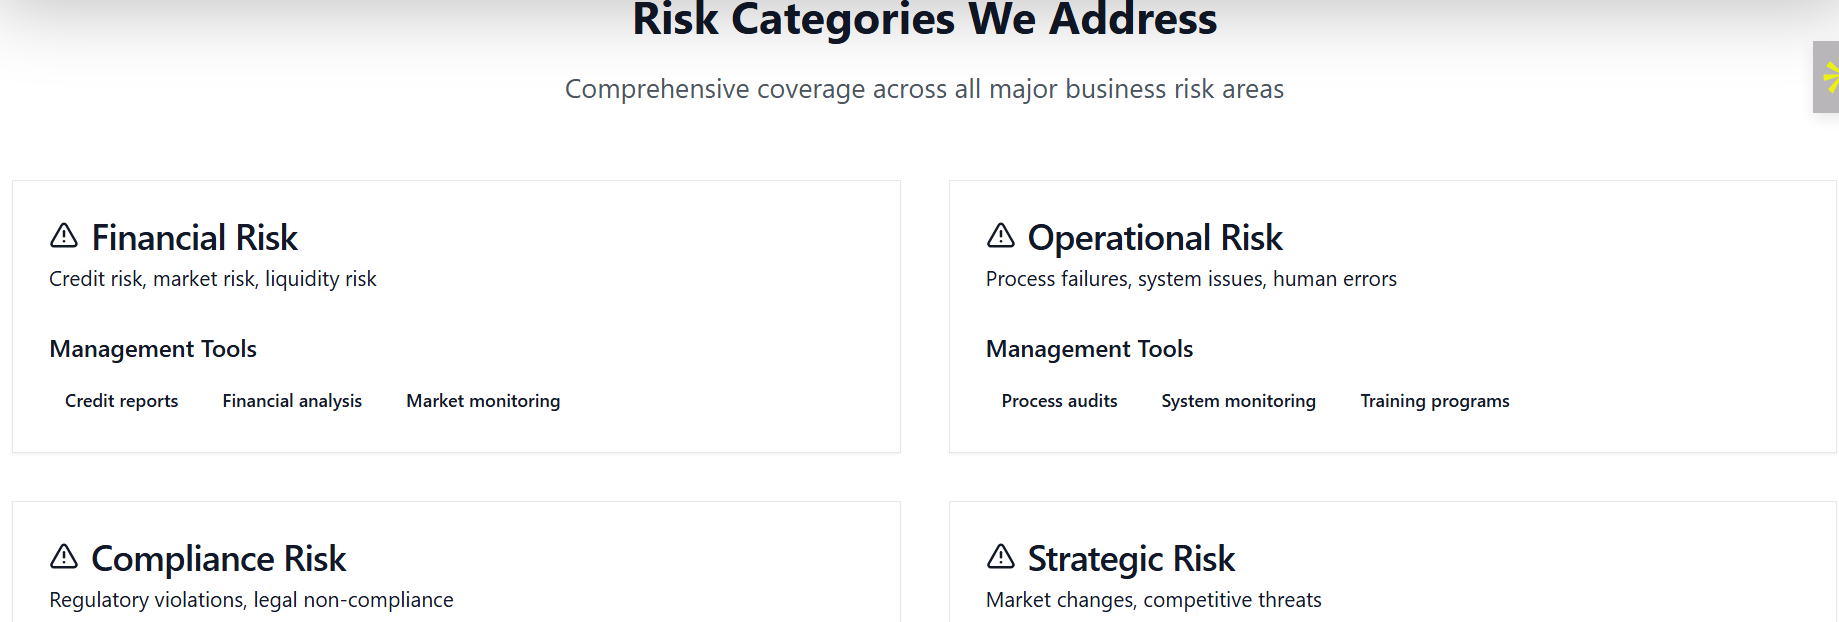 Risk Categories We Address
Comprehensive coverage across all major business risk areas
Financial Risk
Credit risk, market risk, liquidity risk
Management Tools
Credit reports Financial analysis Market monitoring
Operational Risk
Process failures, system issues, human errors
Management Tools
Process audits System monitoring Training programs
Compliance Risk
Regulatory violations, legal non-compliance
Strategic Risk
Market changes, competitive threats